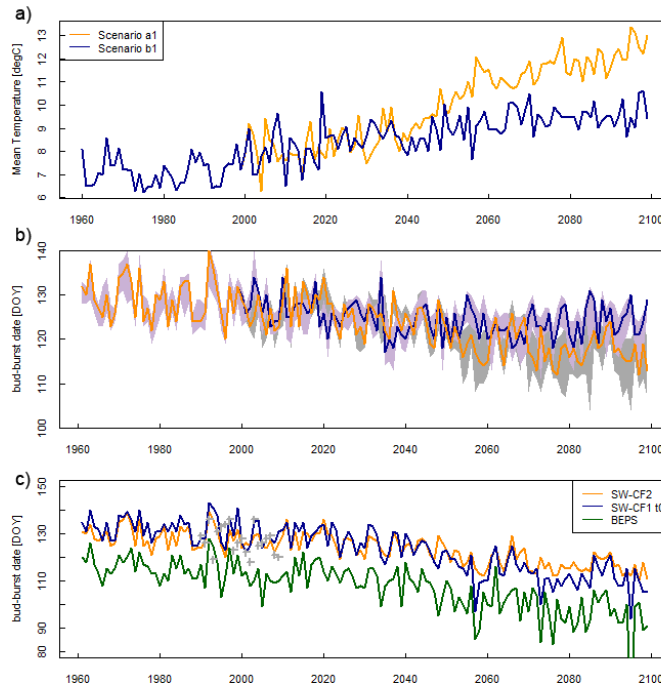 a)
Scenario a1
Scenario b1
Mean Temperature [degC]
13
12
11
10
9
8
7
6
1960 1980 2000 2020 2040 2060 2080 2100
b)
bud-burst date [DOY]
140
130
120
110
100
1960 1980 2000 2020 2040 2060 2080 2100
c)
SW-CF2
SW-CF1 t0
BEPS
bud-burst date [DOY]
150
130
110
90
80
1960 1980 2000 2020 2040 2060 2080 2100